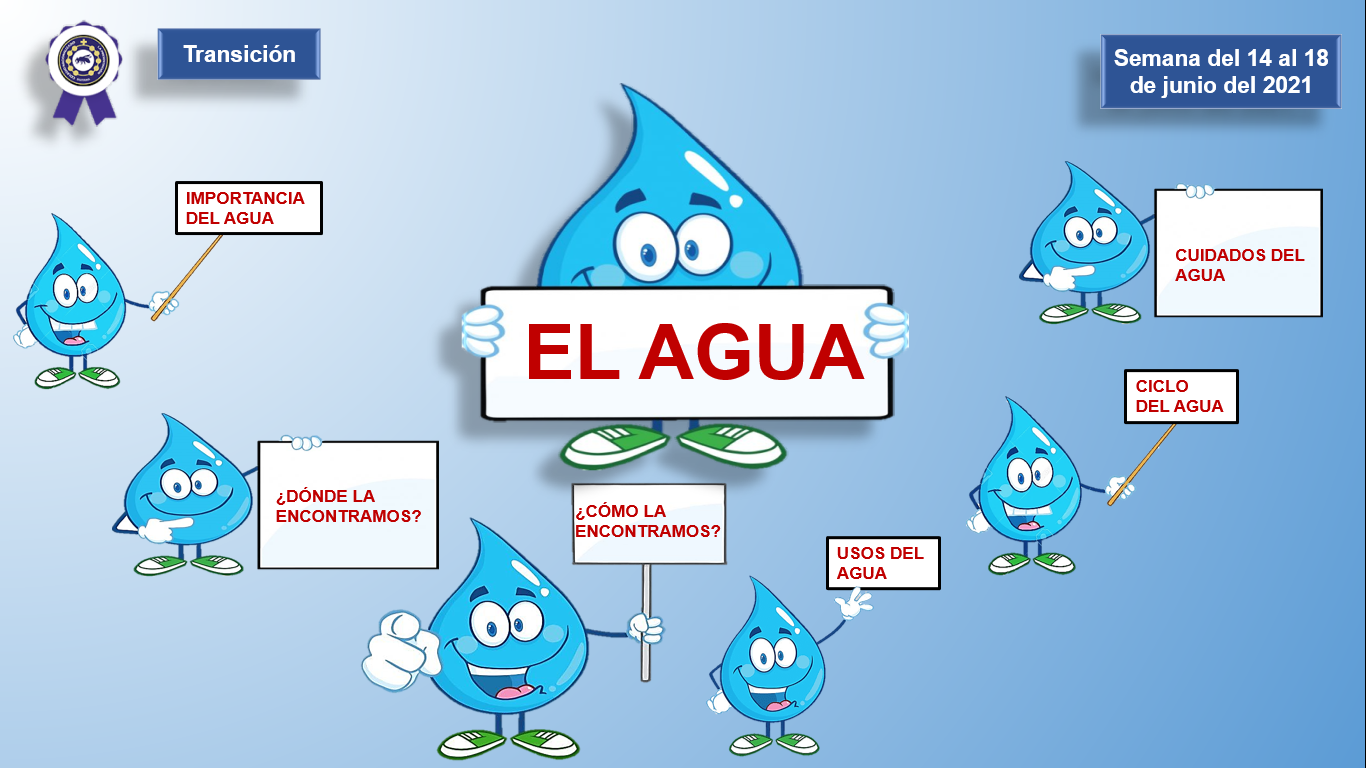 Transición
Semana del 14 al 18
de junio del 2021
IMPORTANCIA
DEL AGUA
EL AGUA
CUIDADOS DEL
AGUA
CICLO
DEL AGUA
¿DÓNDE LA
ENCONTRAMOS?
¿CÓMO LA
ENCONTRAMOS?
USOS DEL
AGUA